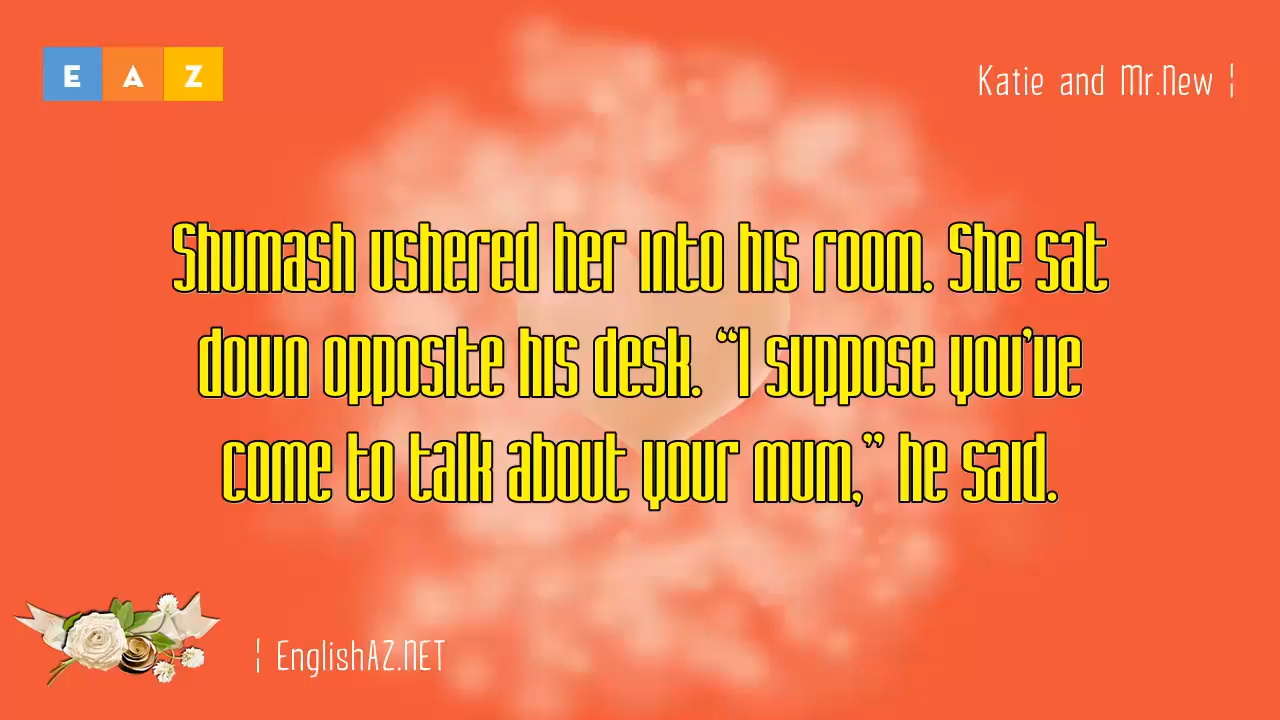 E A Z
Katie and Mr.New ¦
Shumash ushered her into his room. She sat
down opposite his desk. “I suppose you’ve
come to talk about your mum,” he said.
¦ EnglishAZ.NET